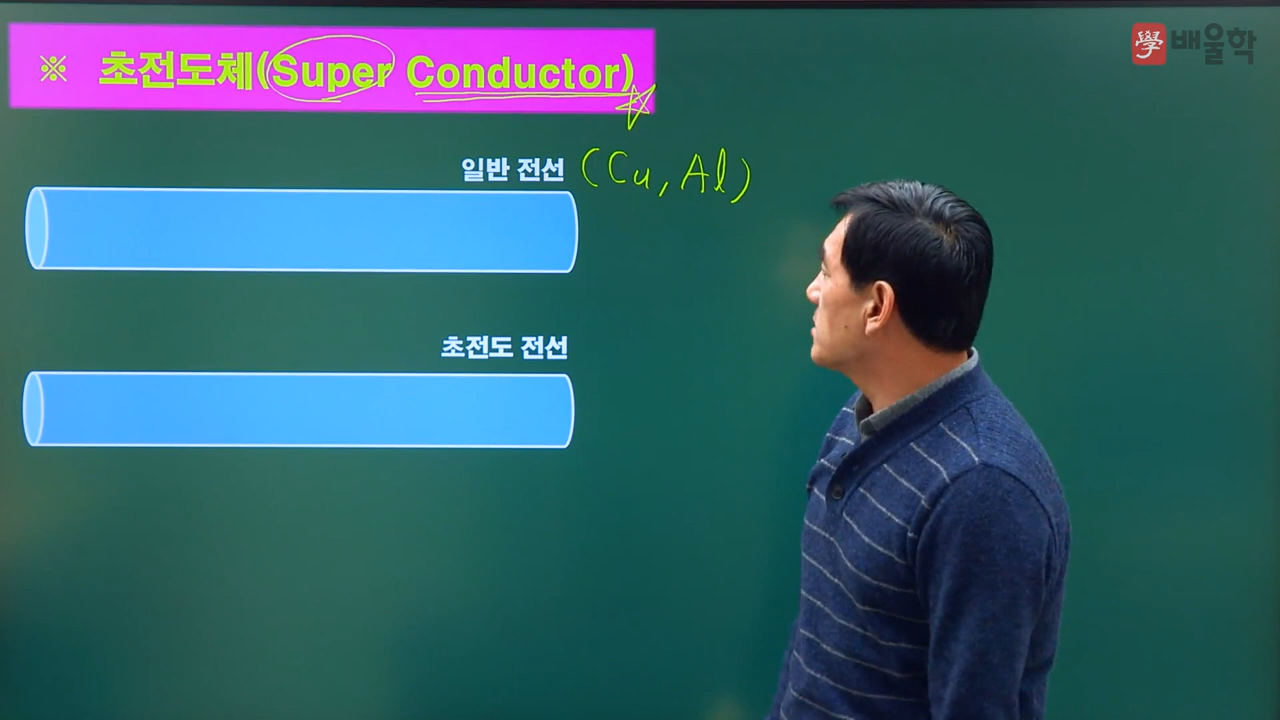 ※ 초전도체(Super Conductor)
學 배울학
일반 전선 (Cu, Al)
초전도 전선